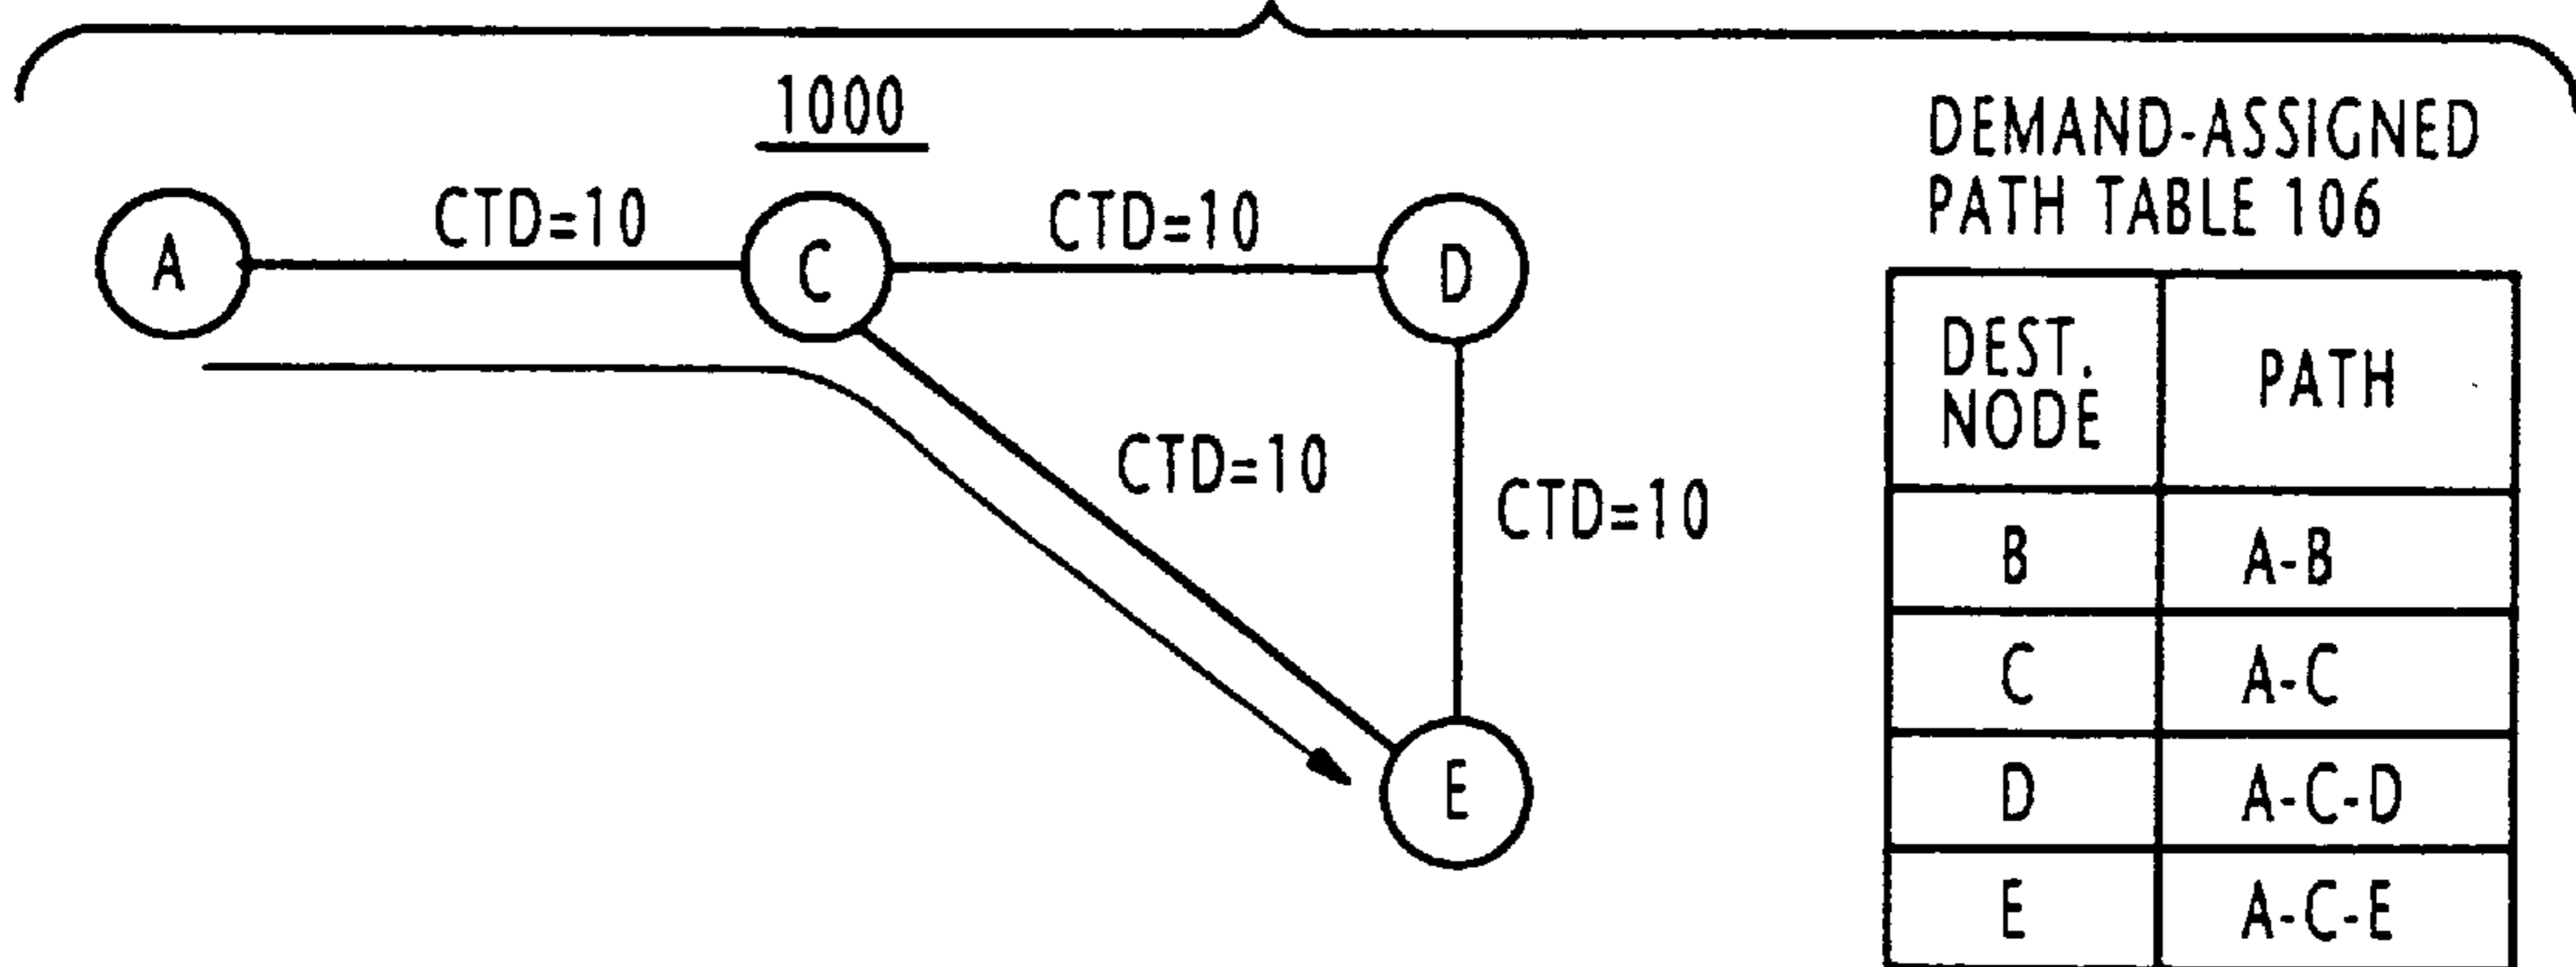 1000
CTD=10
CTD=10
A
C
D
CTD=10
CTD=10
E
DEMAND-ASSIGNED
PATH TABLE 106
DEST.
NODE
PATH
B
A-B
C
A-C
D
A-C-D
E
A-C-E